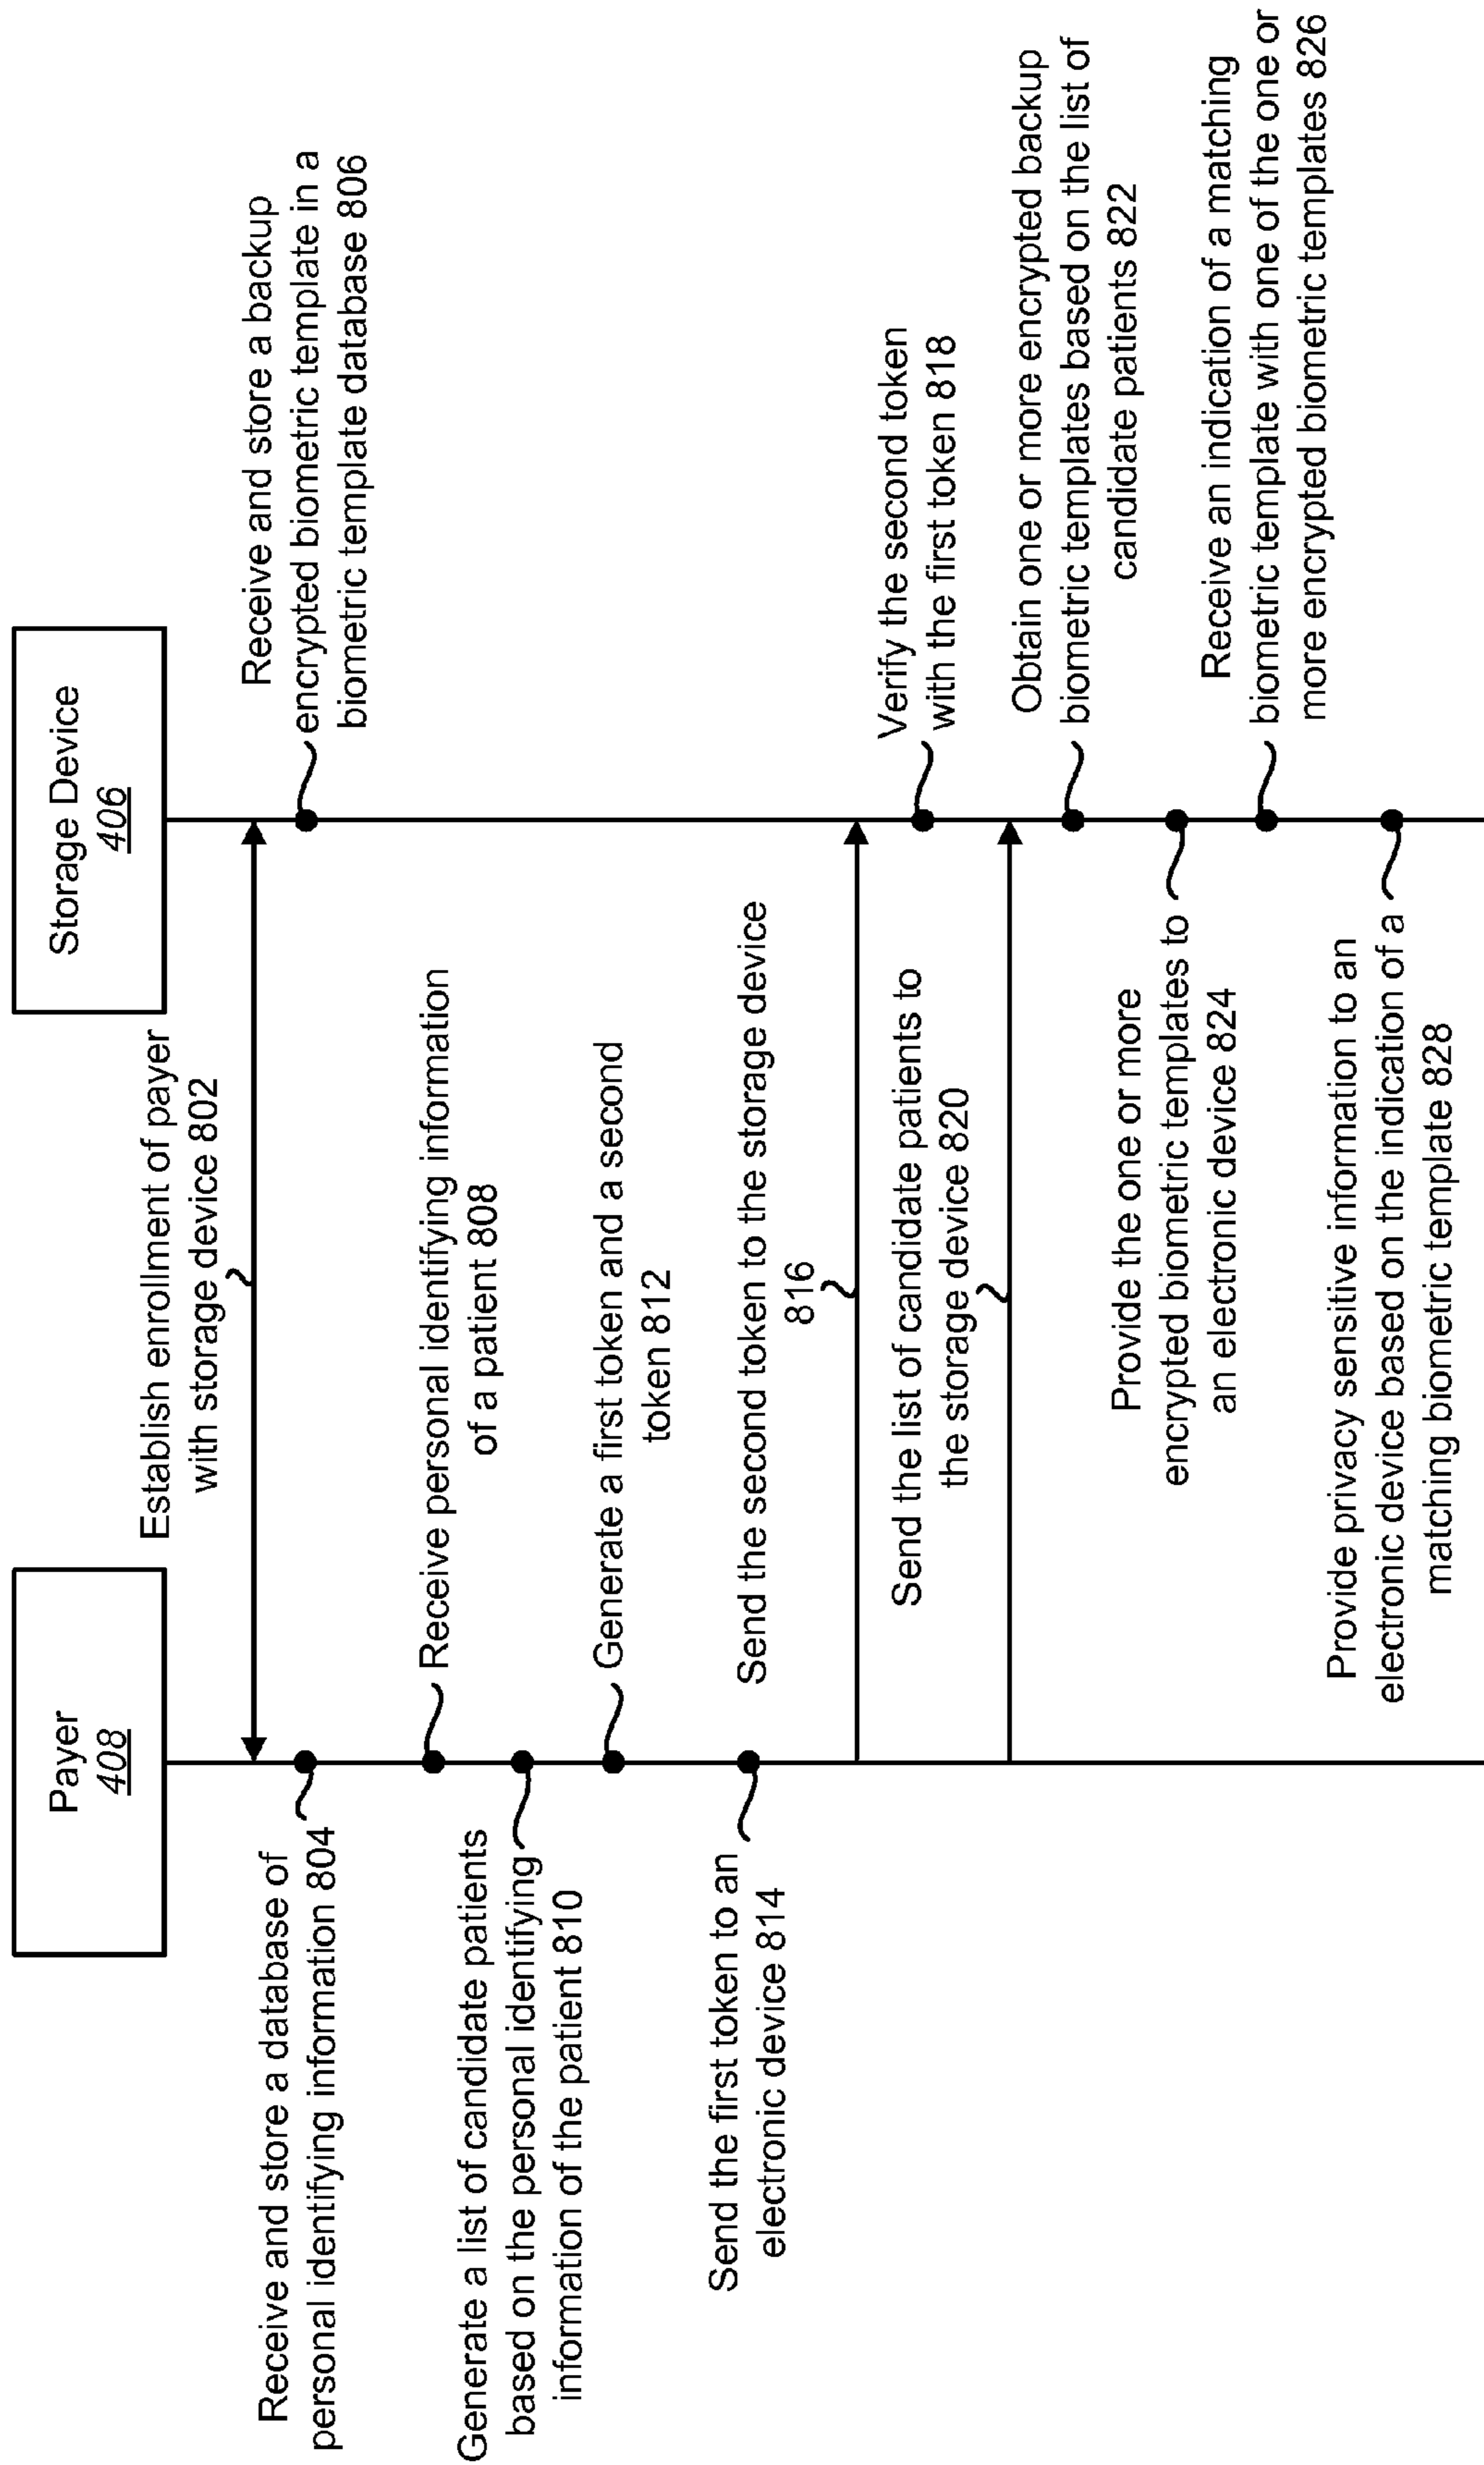 Payer
408
Storage Device
406
Establish enrollment of payer
with storage device 802
Receive and store a database of
personal identifying information 804
Receive and store a backup
encrypted biometric template in a
biometric template database 806
Receive personal identifying information
of a patient 808
Generate a list of candidate patients
based on the personal identifying
information of the patient 810
Generate a first token and a second
token 812
Send the first token to an
electronic device 814
Send the second token to the storage device
816
Verify the second token
with the first token 818
Send the list of candidate patients to
the storage device 820
Obtain one or more encrypted backup
biometric templates based on the list of
candidate patients 822
Provide the one or more
encrypted biometric templates to
an electronic device 824
Receive an indication of a matching
biometric template with one of the one or
more encrypted biometric templates 826
Provide privacy sensitive information to an
electronic device based on the indication of a
matching biometric template 828